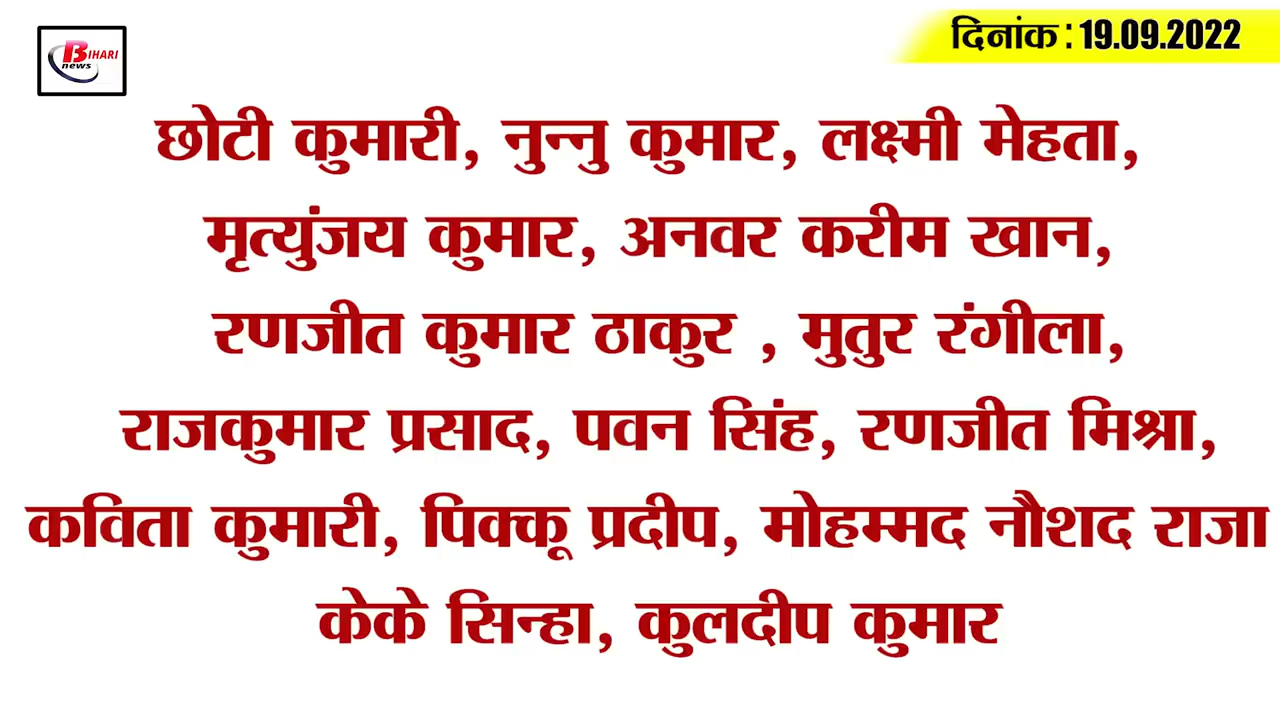 BIHARI
news
दिनांक : 19.09.2022
छोटी कुमारी, नुन्नु कुमार, लक्ष्मी मेहता,
मृत्युंजय कुमार, अनवर करीम खान,
रणजीत कुमार ठाकुर , मुतुर रंगीला,
राजकुमार प्रसाद, पवन सिंह, रणजीत मिश्रा,
कविता कुमारी, पिक्कू प्रदीप, मोहम्मद नौशद राजा
केके सिन्हा, कुलदीप कुमार